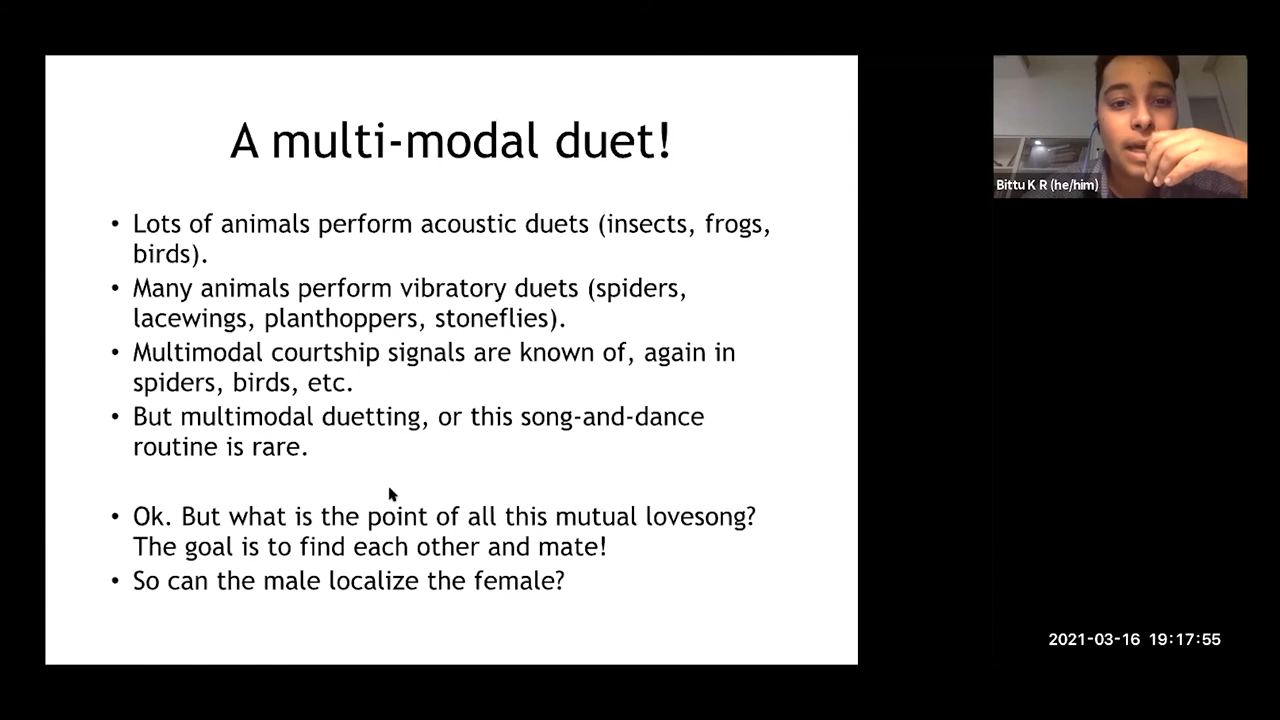 A multi-modal duet!
• Lots of animals perform acoustic duets (insects, frogs,
birds).
• Many animals perform vibratory duets (spiders,
lacewings, planthoppers, stoneflies).
• Multimodal courtship signals are known of, again in
spiders, birds, etc.
• But multimodal duetting, or this song-and-dance
routine is rare.
• Ok. But what is the point of all this mutual lovesong?
The goal is to find each other and mate!
• So can the male localize the female?
Bittu K R (he/him)
2021-03-16 19:17:55